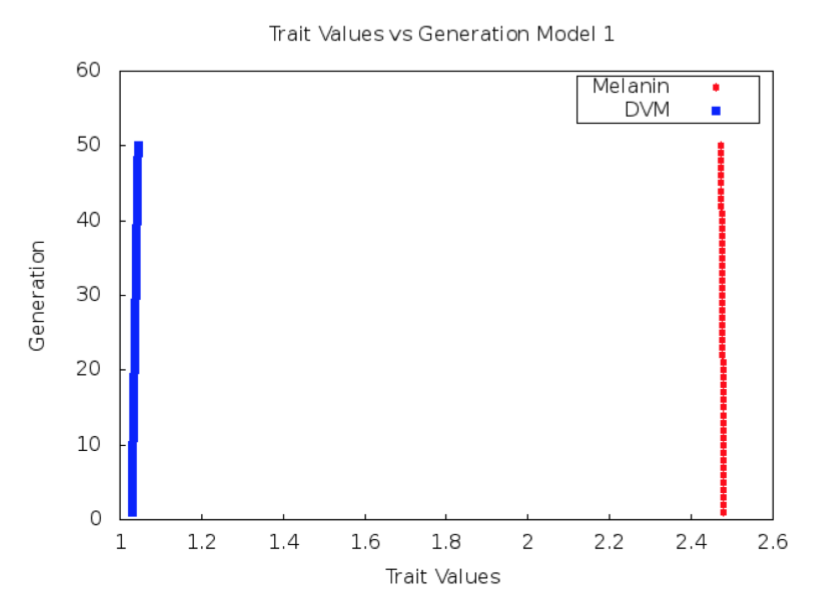 Trait Values vs Generation Model 1
60
50
40
30
20
10
0
Generation
Melanin
DVM
1 1.2 1.4 1.6 1.8 2 2.2 2.4 2.6
Trait Values